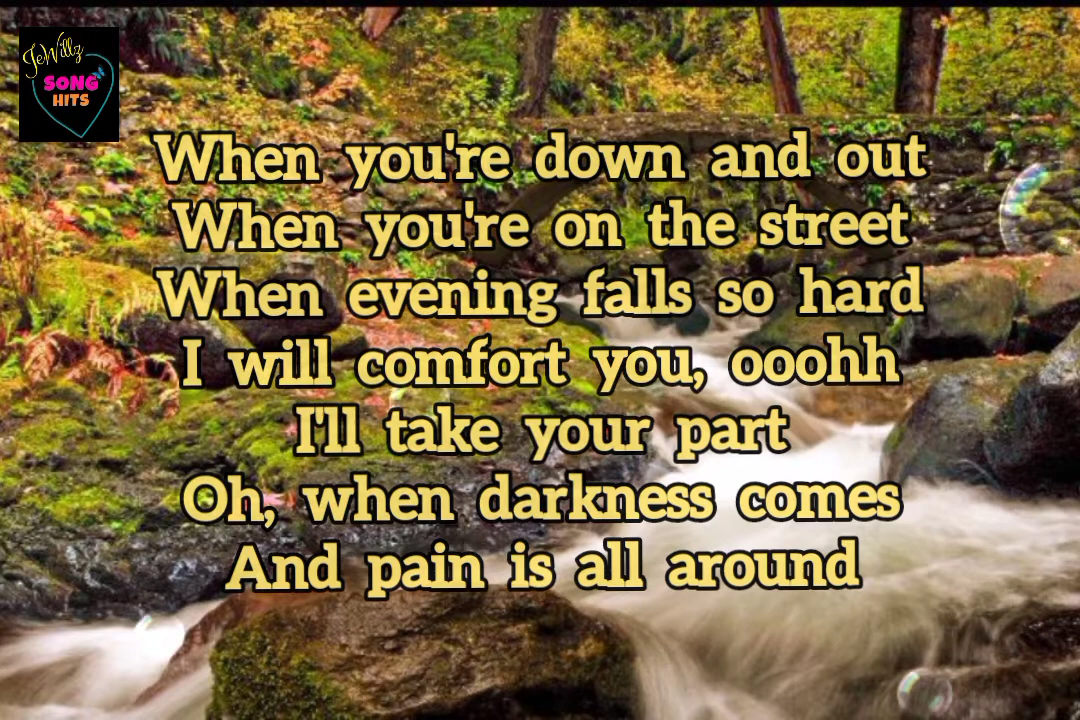 JeWillz
SONG
HITS
When you're down and out
When you're on the street
When evening falls so hard
I will comfort you, ooohh
I'll take your part
Oh, when darkness comes
And pain is all around